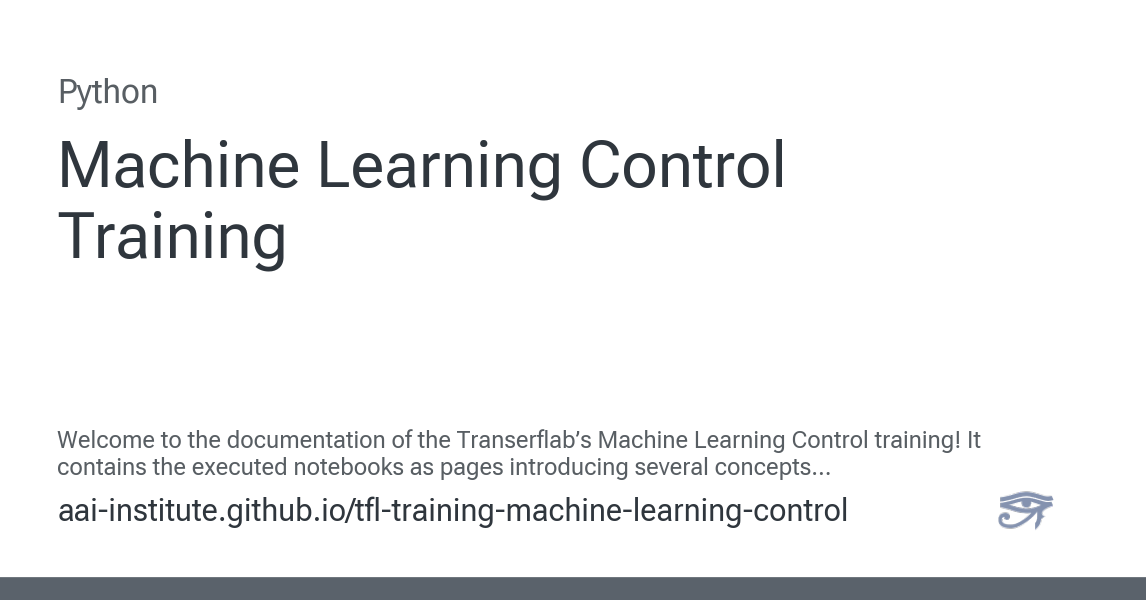 Python
Machine Learning Control
Training
Welcome to the documentation of the Transerflab’s Machine Learning Control training! It
contains the executed notebooks as pages introducing several concepts...
aai-institute.github.io/tfl-training-machine-learning-control